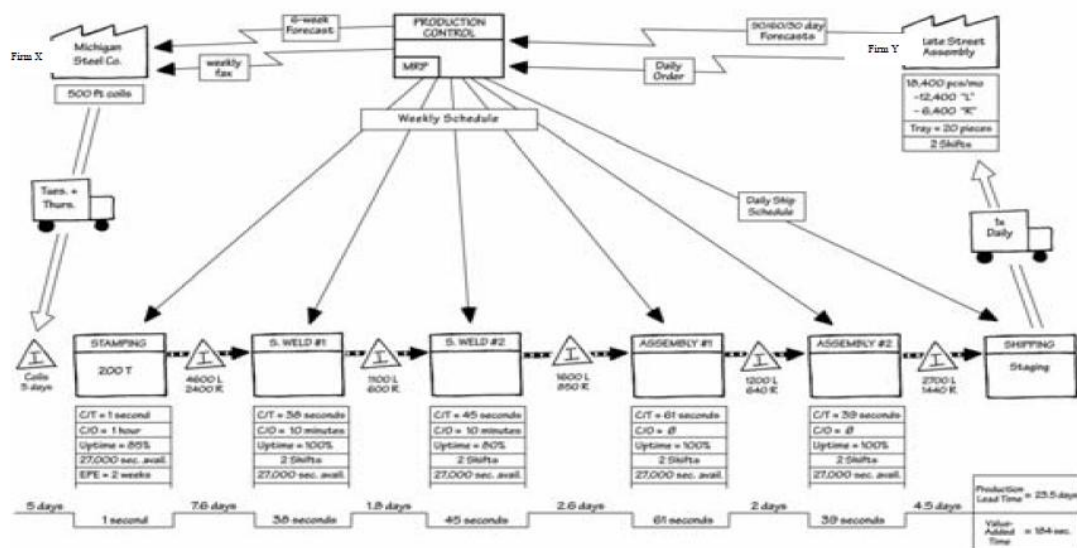 Firm X
Michigan
Steel Co.
500 ft coils
6-week
Forecast
weekly
fax
PRODUCTION
CONTROL
MRP
90/60/30 day
Forecasts
Daily
Order
Firm Y
State Street
Assembly
18,400 pcs/mo
-12,400 "L"
- 6,400 "R"
Tray = 20 pieces
2 Shifts
Weekly Schedule
Tues. +
Thurs.
Daily Ship
Schedule
1x
Daily
I
Coils
5 days
STAMPING
200 T
C/T = 1 second
C/O = 1 hour
Uptime = 85%
27,000 sec. avail.
EPE = 2 weeks
I
4600 L
2400 R
S. WELD #1
C/T = 38 seconds
C/O = 10 minutes
Uptime = 100%
2 Shifts
27,000 sec. avail.
I
1100 L
600 R
S. WELD #2
C/T = 45 seconds
C/O = 10 minutes
Uptime = 80%
2 Shifts
27,000 sec. avail.
I
1600 L
850 R
ASSEMBLY #1
C/T = 61 seconds
C/O = Ø
Uptime = 100%
2 Shifts
27,000 sec. avail.
I
1200 L
640 R
ASSEMBLY #2
C/T = 39 seconds
C/O = Ø
Uptime = 100%
2 Shifts
27,000 sec. avail.
I
2700 L
1440 R
SHIPPING
Staging
5 days
1 second
7.6 days
38 seconds
1.8 days
45 seconds
2.6 days
61 seconds
2 days
39 seconds
4.5 days
Production
Lead Time = 23.5 days
Value-
Added = 184 sec.
Time